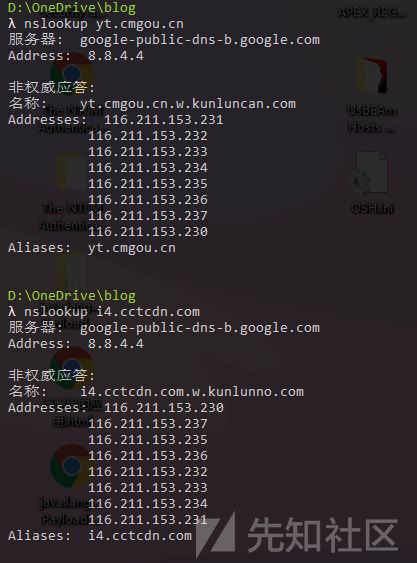 D:\OneDrive\blog
λ nslookup yt.cmgou.cn
服务器:  google-public-dns-b.google.com
Address:  8.8.4.4
非权威应答:
名称:    yt.cmgou.cn.w.kunluncan.com
Addresses:  116.211.153.231
116.211.153.232
116.211.153.233
116.211.153.234
116.211.153.235
116.211.153.236
116.211.153.237
116.211.153.230
Aliases:  yt.cmgou.cn
D:\OneDrive\blog
λ nslookup i4.cctcdn.com
服务器:  google-public-dns-b.google.com
Address:  8.8.4.4
非权威应答:
名称:    i4.cctcdn.com.w.kunlunno.com
Addresses:  116.211.153.230
116.211.153.237
116.211.153.235
116.211.153.236
116.211.153.232
116.211.153.233
116.211.153.234
116.211.153.231
Aliases:  i4.cctcdn.com
APEX_REG...
UsbEAm
Hosts ...
OSH.ini
先知社区